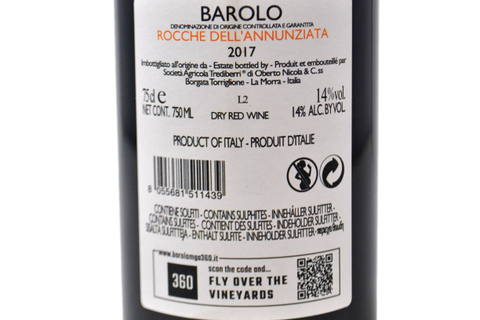 BAROLO
DENOMINAZIONE DI ORIGINE CONTROLLATA E GARANTITA
ROCCHE DELL'ANNUNZIATA
2017
Imbottigliato all'origine da - Estate bottled by - Produit et embouteillé par
Società Agricola Trediberri® di Oberto Nicola & C. ss
Borgata Torriglione - La Morra - Italia
75cl e L2 14%vol.
NET CONT. 750ML DRY RED WINE 14% ALC.BY VOL.
PRODUCT OF ITALY - PRODUIT D'ITALIE
8 055681 511439
CONTIENE SOLFITI - CONTAINS SULPHITES - INNEHÅLLER SULFITTER -
CONTAINS SULFITES - CONTIENT DES SULFITES - INDEHOLDER SULFITTER -
ENTHÄLT SULFITE - INNEHOLDER SULFITTER -
www.barolomga360.it
360
scan the code and...
FLY OVER THE
VINEYARDS